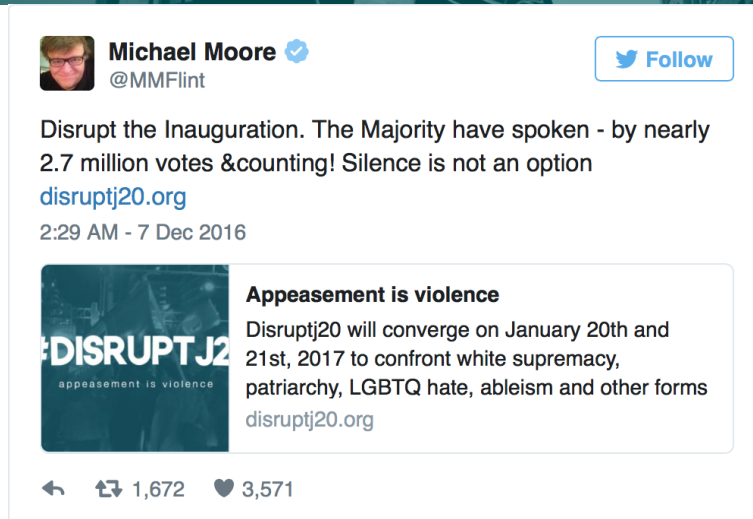 Michael Moore
@MMFlint
Follow
Disrupt the Inauguration. The Majority have spoken - by nearly
2.7 million votes &counting! Silence is not an option
disruptj20.org
2:29 AM - 7 Dec 2016
#DISRUPTJ2
appeasement is violence
Appeasement is violence
Disruptj20 will converge on January 20th and
21st, 2017 to confront white supremacy,
patriarchy, LGBTQ hate, ableism and other forms
disruptj20.org
1,672
3,571